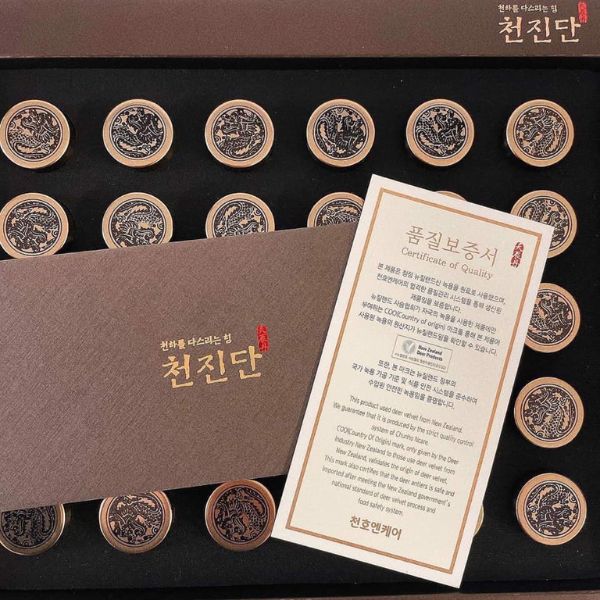 천하를 다스리는 힘
천진단
천하를 다스리는 힘
천진단
품질보증서
Certificate of Quality
본 제품은 청정 뉴질랜드산 녹용을 원료로 사용했으며,
천호엔케어의 엄격한 품질관리 시스템을 통해 생산된
제품임을 보증합니다.
뉴질랜드 사슴협회가 자국의 녹용을 사용한 제품에만
부여하는 COO(Country of origin) 마크를 통해 본 제품에
사용된 녹용의 원산지가 뉴질랜드임을 확인할 수 있습니다.
New Zealand
Deer Products
또한, 본 마크는 뉴질랜드 정부의
국가 녹용 가공 기준 및 식품 안전 시스템을 준수하여
수입된 안전한 녹용임을 증명합니다.
This product used deer velvet from New Zealand.
We guarantee that it is produced by the strict quality control
system of Chunho Ncare.
COO(Country Of Origin) mark, only given by the Deer
Industry New Zealand to those use deer velvet from
New Zealand, validates the origin of deer velvet.
This mark also certifies that the deer antlers is safe and
imported after meeting the New Zealand government's
national standard of deer velvet process and
food safety system.
천호엔케어